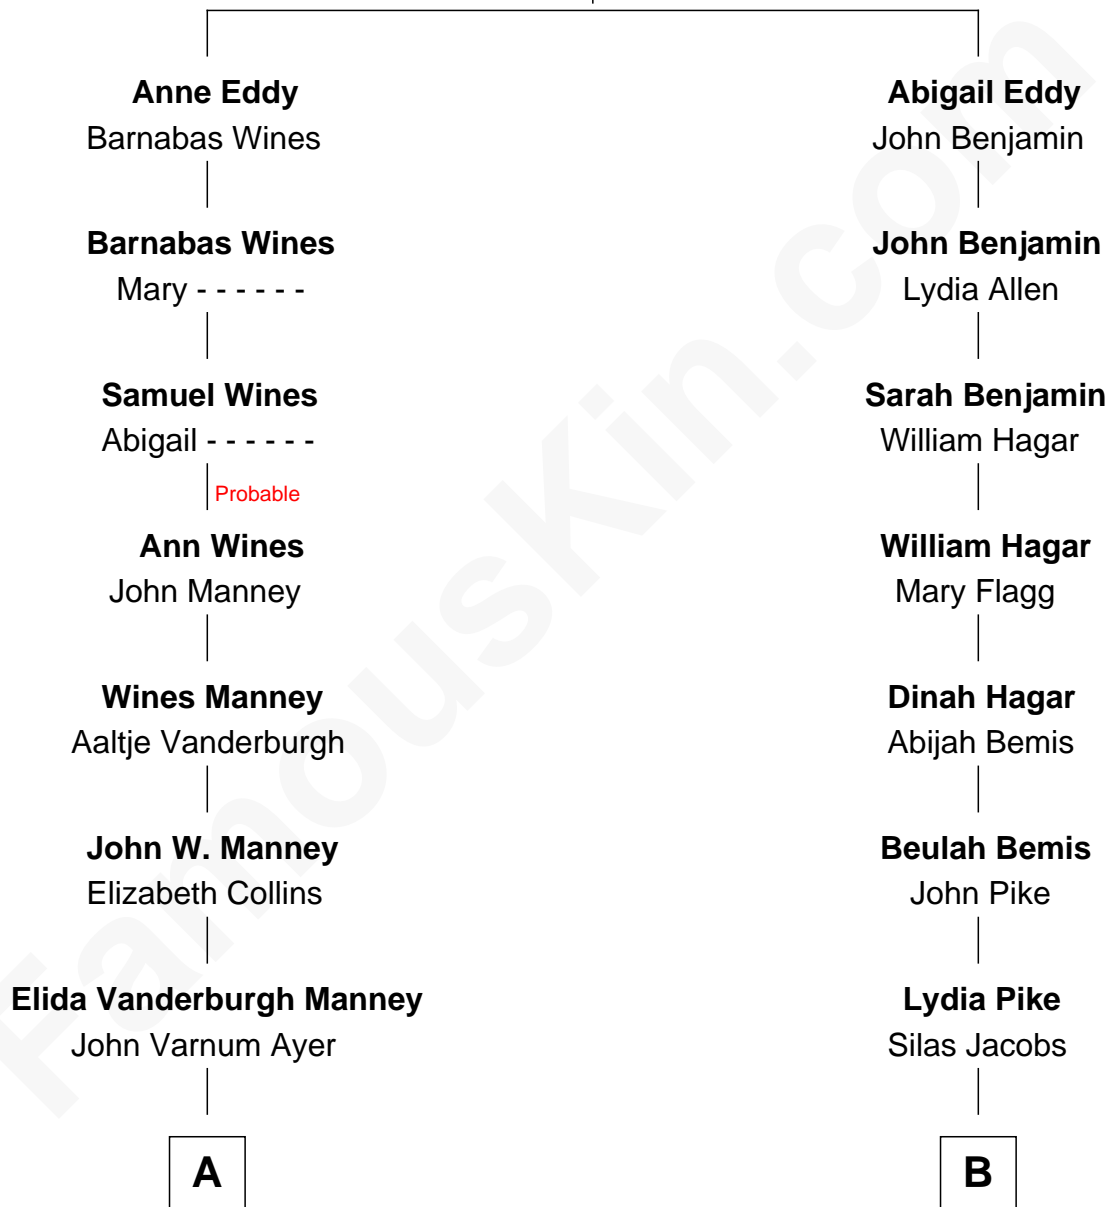 Anne Eddy
Barnabas Wines
Barnabas Wines
Mary - - - - - -
Samuel Wines
Abigail - - - - - -
Probable
Ann Wines
John Manney
Wines Manney
Aaltje Vanderburgh
John W. Manney
Elizabeth Collins
Elida Vanderburgh Manney
John Varnum Ayer
A
Abigail Eddy
John Benjamin
John Benjamin
Lydia Allen
Sarah Benjamin
William Hagar
William Hagar
Mary Flagg
Dinah Hagar
Abijah Bemis
Beulah Bemis
John Pike
Lydia Pike
Silas Jacobs
B
FamousKin.com